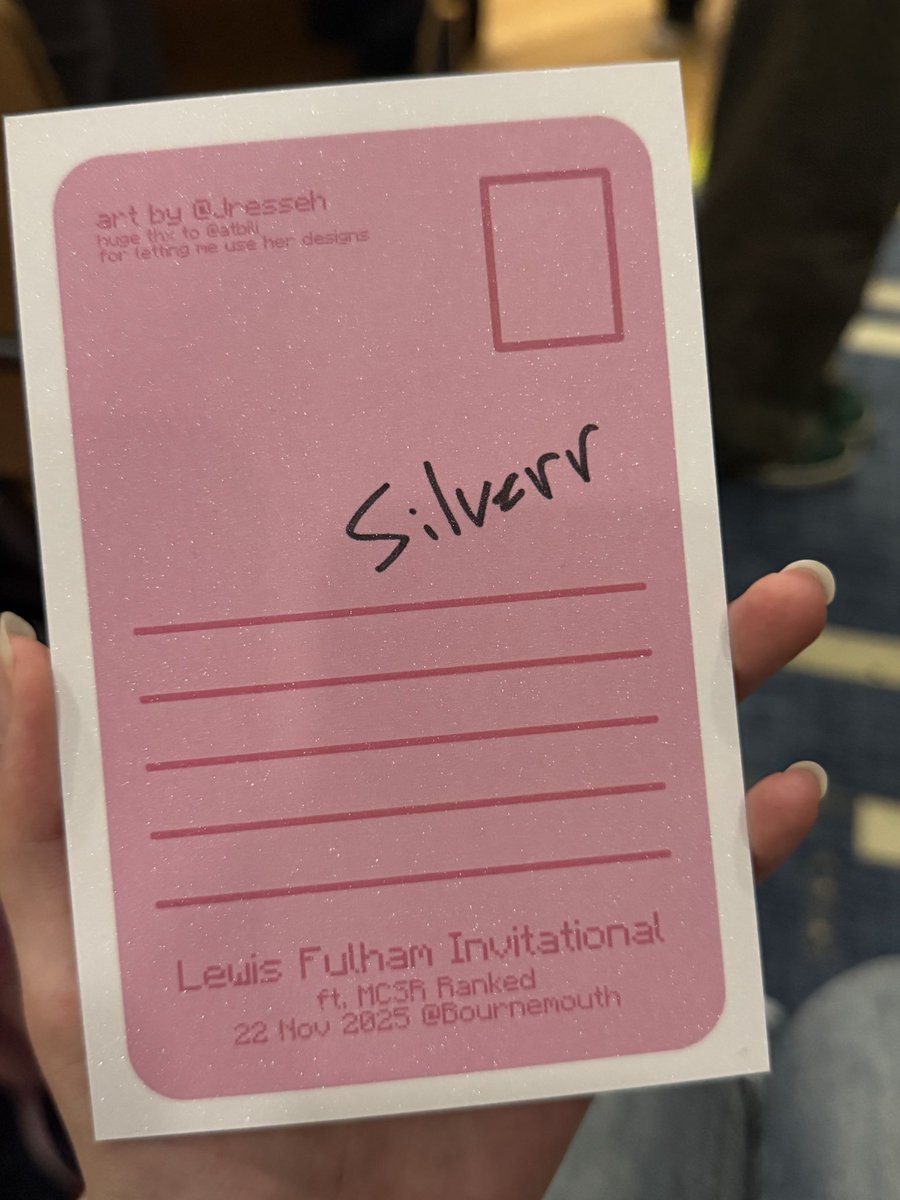 art by @Jresseh
huge thx to @atbili
for letting me use her designs
Silverr
Lewis Fulham Invitational
ft. MCSR Ranked
22 Nov 2025 @Bournemouth